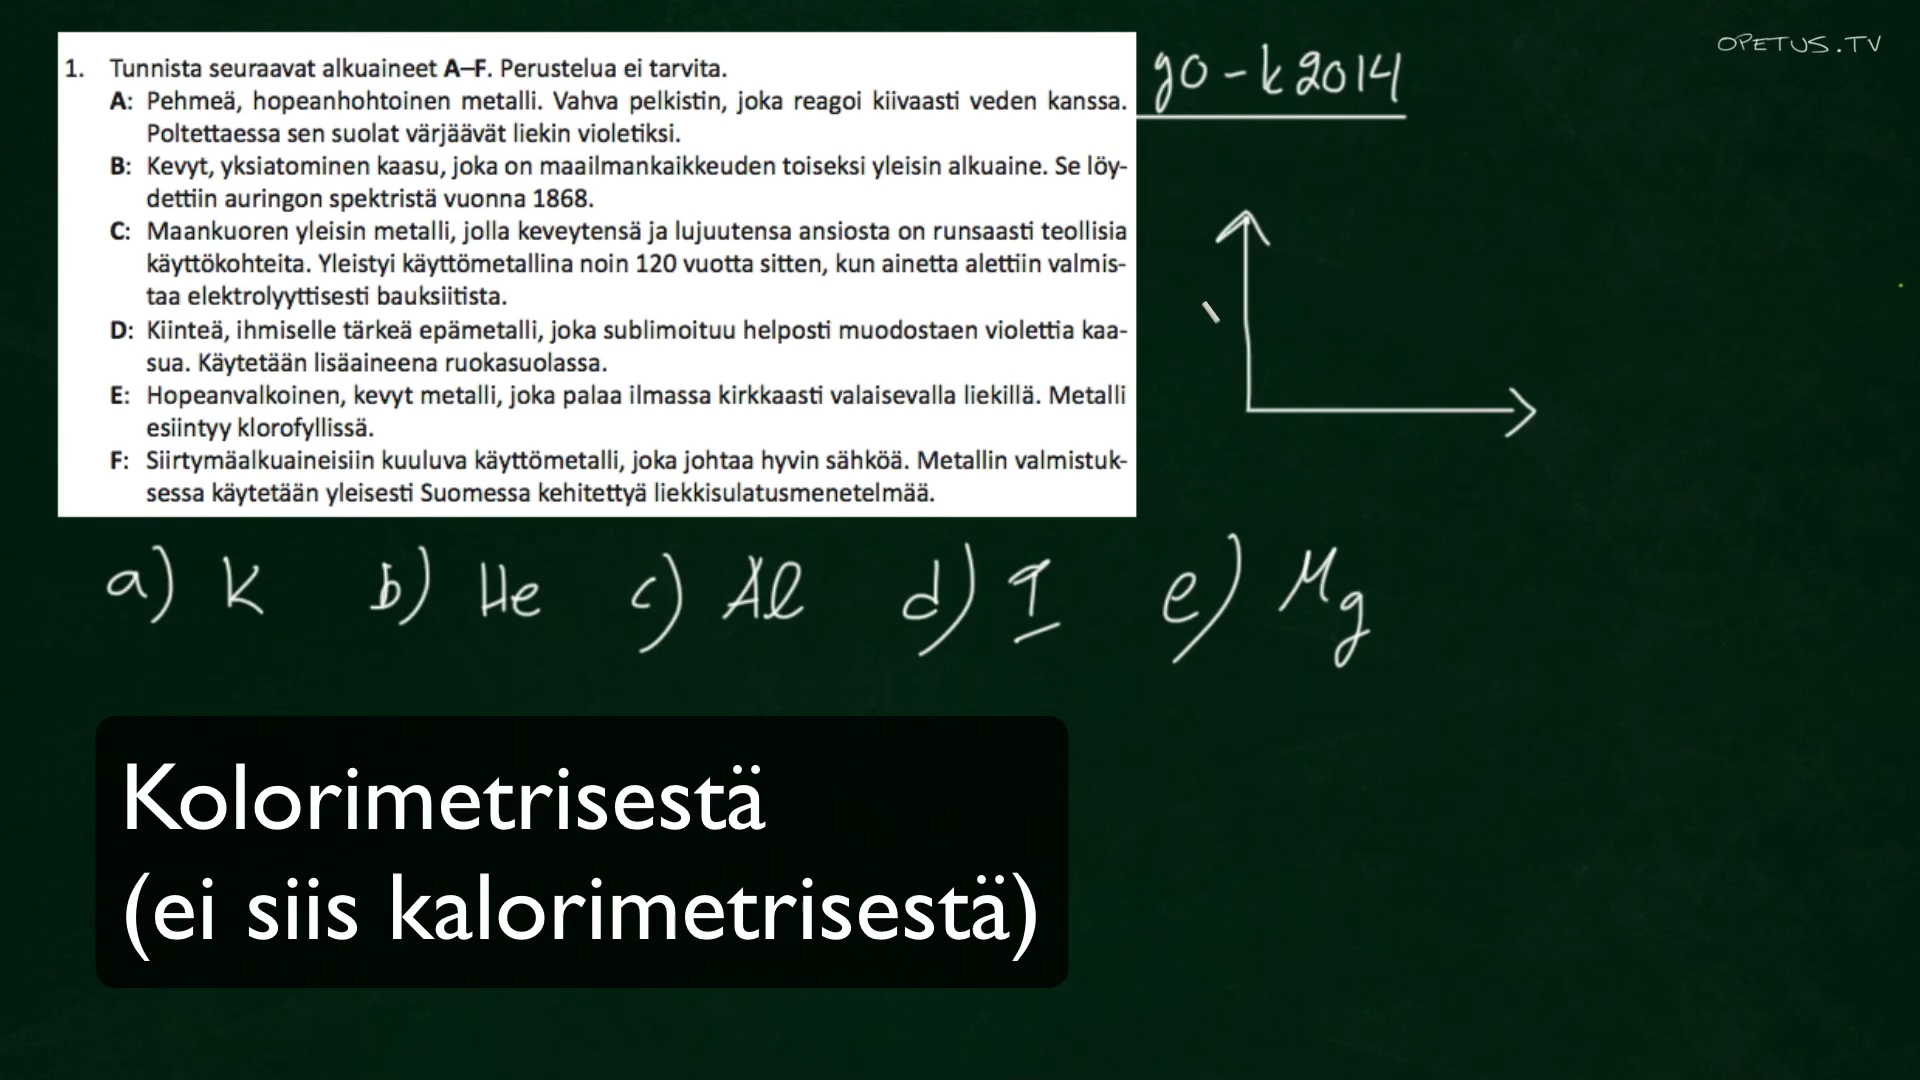 OPETUS.TV
yo-k2014
1. Tunnista seuraavat alkuaineet A–F. Perustelua ei tarvita.
A: Pehmeä, hopeanhohtoinen metalli. Vahva pelkistin, joka reagoi kiivaasti veden kanssa.
Poltettaessa sen suolat värjäävät liekin violetiksi.
B: Kevyt, yksiatominen kaasu, joka on maailmankaikkeuden toiseksi yleisin alkuaine. Se löy-
dettiin auringon spektristä vuonna 1868.
C: Maankuoren yleisin metalli, jolla keveytensä ja lujuutensa ansiosta on runsaasti teollisia
käyttökohteita. Yleistyi käyttömetallina noin 120 vuotta sitten, kun ainetta alettiin valmis-
taa elektrolyyttisesti bauksiitista.
D: Kiinteä, ihmiselle tärkeä epämetalli, joka sublimoituu helposti muodostaen violettia kaa-
sua. Käytetään lisäaineena ruokasuolassa.
E: Hopeanvalkoinen, kevyt metalli, joka palaa ilmassa kirkkaasti valaisevalla liekillä. Metalli
esiintyy klorofyllissä.
F: Siirtymäalkuaineisiin kuuluva käyttömetalli, joka johtaa hyvin sähköä. Metallin valmistuk-
sessa käytetään yleisesti Suomessa kehitettyä liekkisulatusmenetelmää.
a) K b) He c) Al d) I e) Mg
Kolorimetrisestä
(ei siis kalorimetrisestä)